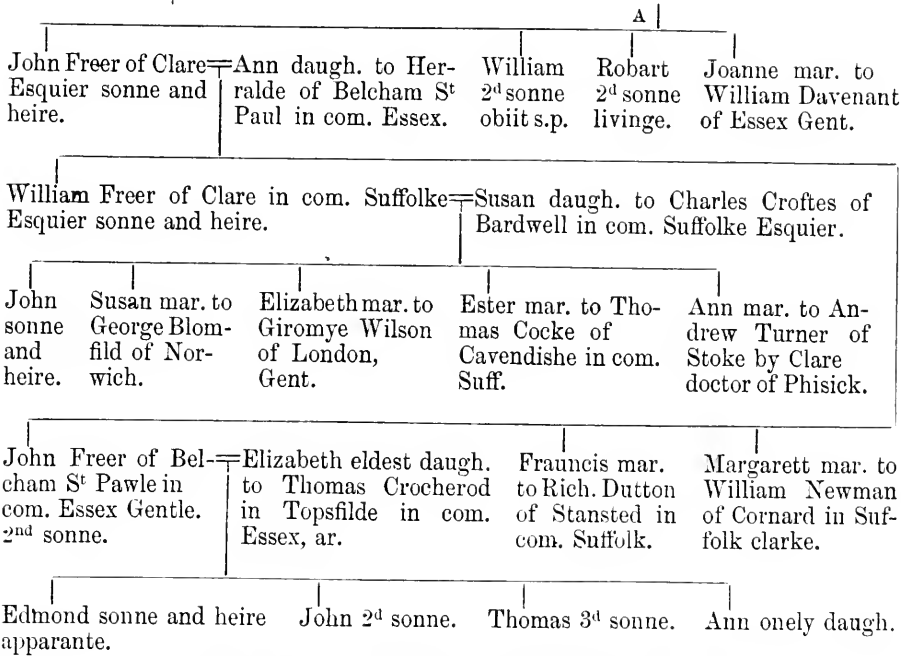 A
John Freer of Clare
Esquier sonne and
heire.
Ann daugh. to Her-
ralde of Belcham St
Paul in com. Essex.
William
2d sonne
obiit s.p.
Robart
2d sonne
livinge.
Joanne mar. to
William Davenant
of Essex Gent.
William Freer of Clare in com. Suffolke
Esquier sonne and heire.
Susan daugh. to Charles Croftes of
Bardwell in com. Suffolke Esquier.
John
sonne
and
heire.
Susan mar. to
George Blom-
fild of Nor-
wich.
Elizabeth mar. to
Giromye Wilson
of London,
Gent.
Ester mar. to Tho-
mas Cocke of
Cavendishe in com.
Suff.
Ann mar. to An-
drew Turner of
Stoke by Clare
doctor of Phisick.
John Freer of Bel-
cham St Pawle in
com. Essex Gentle.
2nd sonne.
Elizabeth eldest daugh.
to Thomas Crocherod
in Topsfilde in com.
Essex, ar.
Frauncis mar.
to Rich. Dutton
of Stansted in
com. Suffolk.
Margarett mar. to
William Newman
of Cornard in Suf-
folk clarke.
Edmond sonne and heire
apparante.
John 2d sonne.
Thomas 3d sonne.
Ann onely daugh.